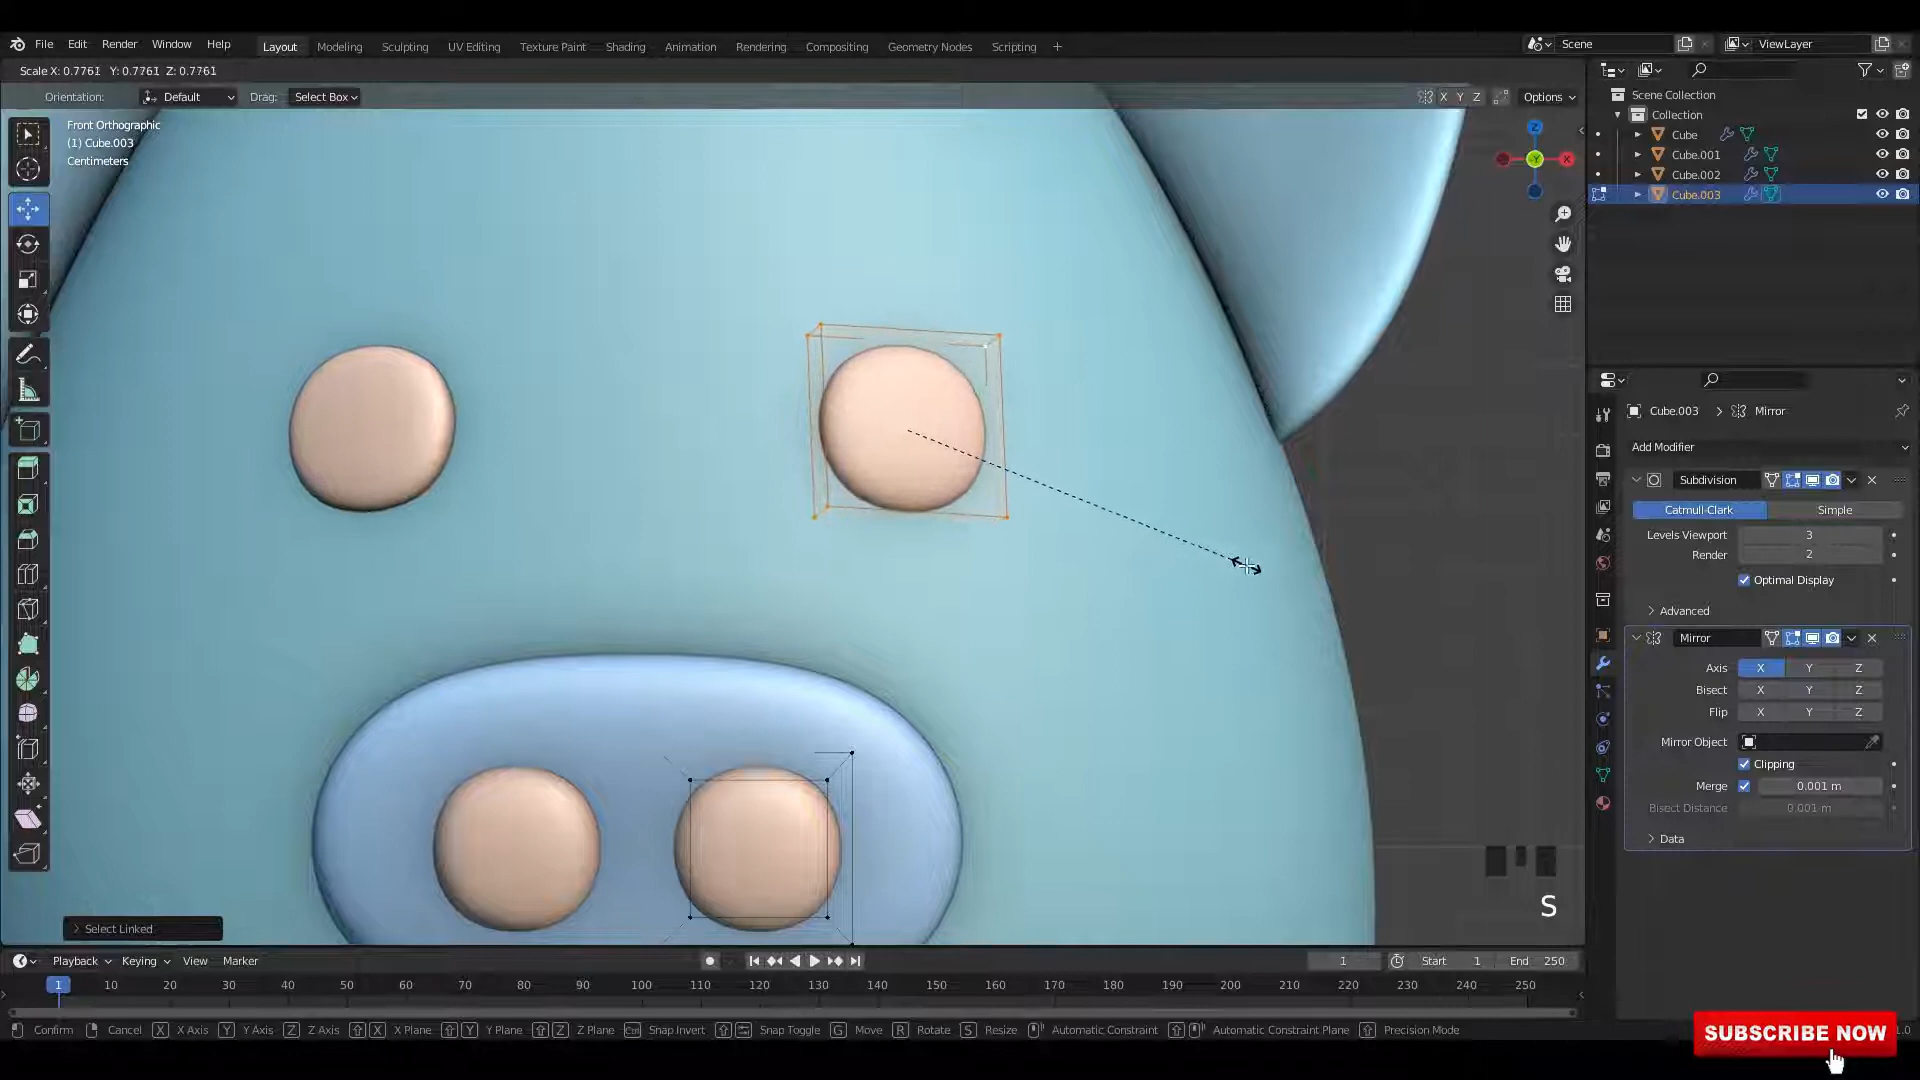 File Edit Render Window Help Layout Modeling Sculpting UV Editing Texture Paint Shading Animation Rendering Compositing Geometry Nodes Scripting + Scene ViewLayer
Scale X: 0.7761 Y: 0.7761 Z: 0.7761
Orientation: Default Drag: Select Box X Y Z Options
Scene Collection
Collection
Cube
Cube.001
Cube.002
Cube.003
Front Orthographic
(1) Cube.003
Centimeters
Z
Y
X
Cube.003 > Mirror
Add Modifier
Subdivision
Catmull-Clark Simple
Levels Viewport 3
Render 2
Optimal Display
Advanced
Mirror
Axis X Y Z
Bisect X Y Z
Flip X Y Z
Mirror Object
Clipping
Merge 0.001 m
Bisect Distance 0.001 m
Data
S
Select Linked
Playback Keying View Marker 1 Start 1 End 250
1 10 20 30 40 50 60 70 80 90 100 110 120 130 140 150 160 170 180 190 200 210 220 230 240 250
Confirm Cancel X X Axis Y Y Axis Z Z Axis X X Plane Y Y Plane Z Z Plane Ctrl Snap Invert Snap Toggle G Move R Rotate S Resize Automatic Constraint Automatic Constraint Plane Precision Mode
SUBSCRIBE NOW